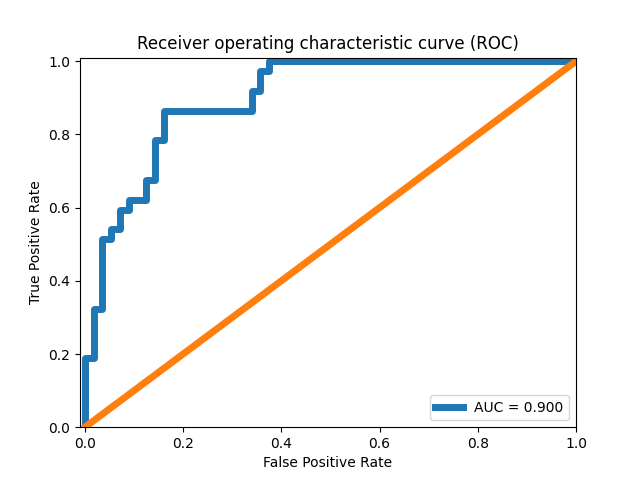 Receiver operating characteristic curve (ROC)
1.0
0.8
0.6
0.4
0.2
0.0
True Positive Rate
AUC = 0.900
0.0 0.2 0.4 0.6 0.8 1.0
False Positive Rate